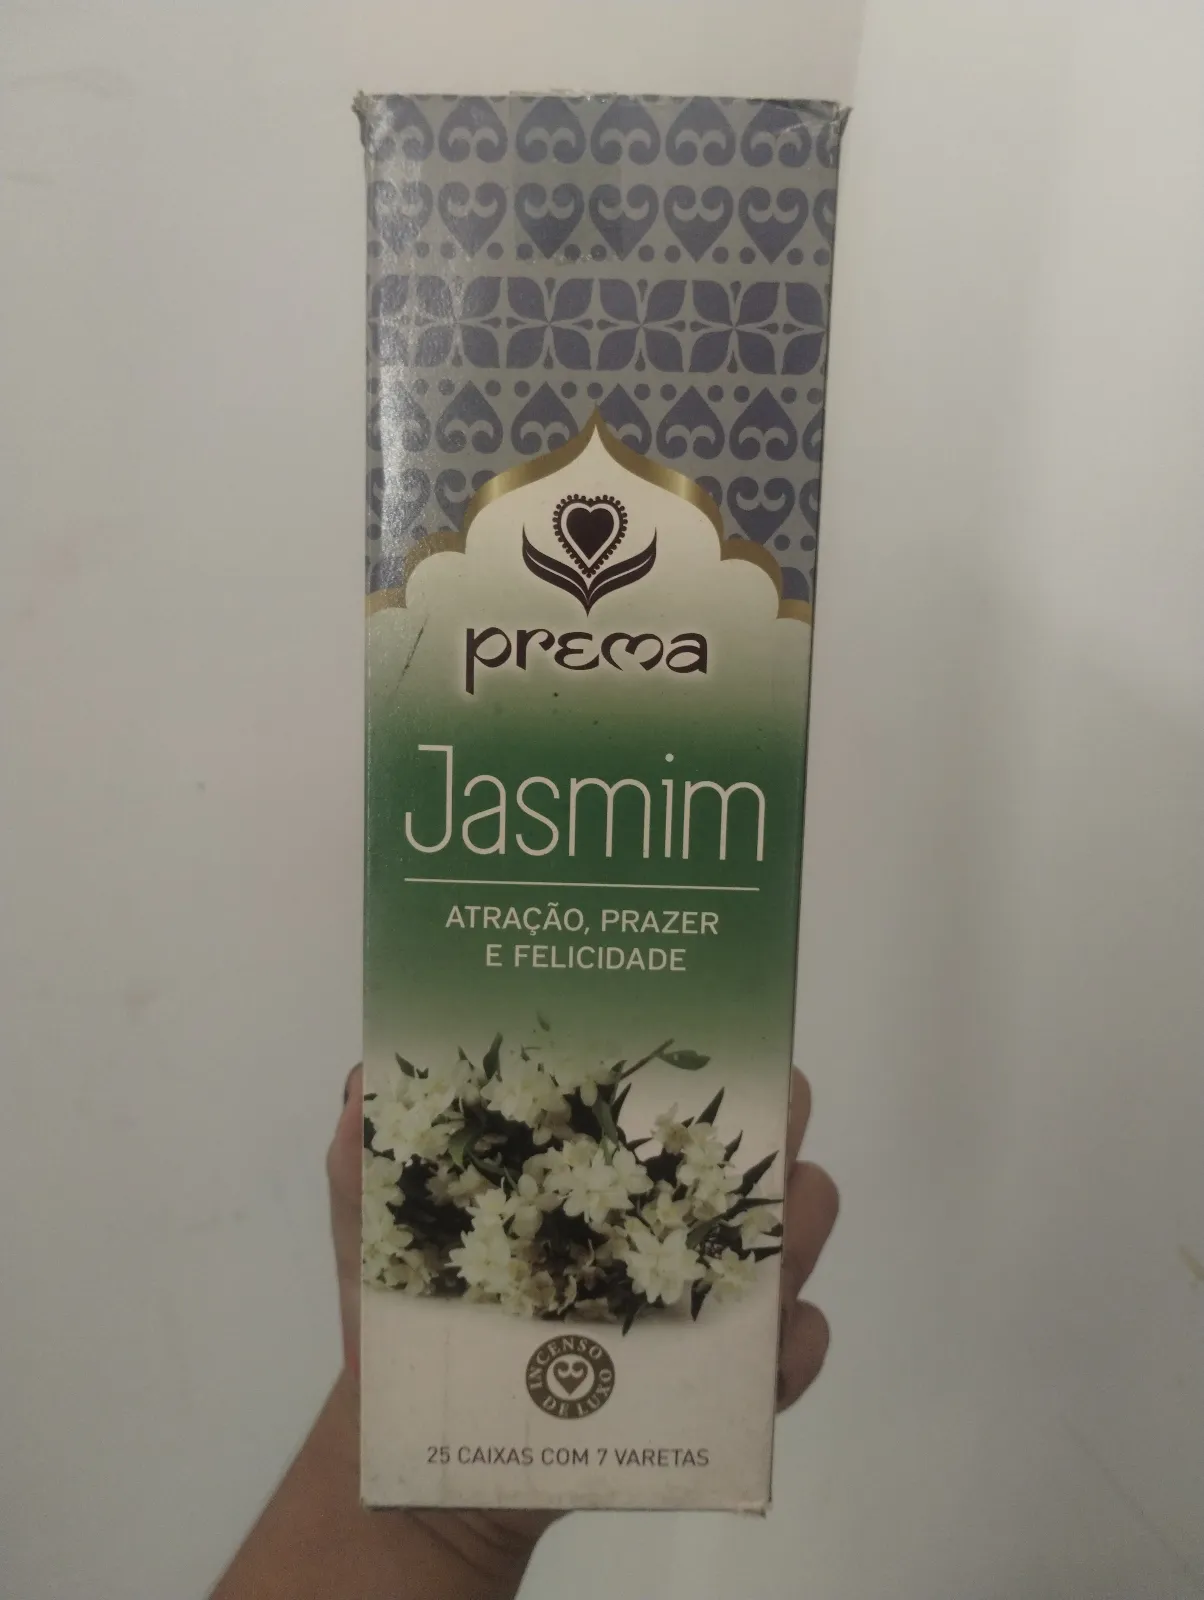 prema
Jasmim
ATRAÇÃO, PRAZER
E FELICIDADE
INCENSO
DE LUXO
25 CAIXAS COM 7 VARETAS